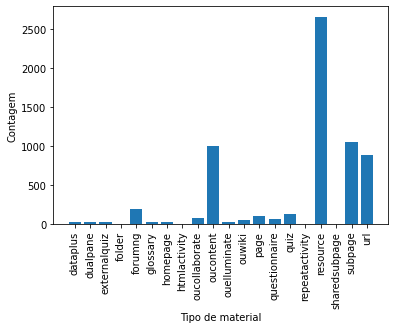 2500
2000
1500
1000
500
0
Contagem
dataplus
dualpane
externalquiz
folder
forumng
glossary
homepage
htmlactivity
oucollaborate
oucontent
ouelluminate
ouwiki
page
questionnaire
quiz
repeatactivity
resource
sharedsubpage
subpage
url
Tipo de material